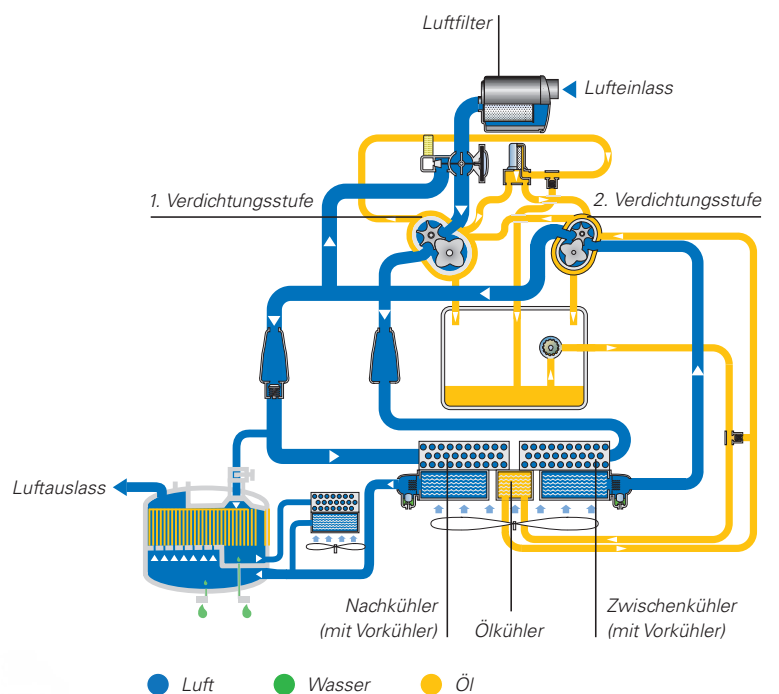 Luftfilter
Lufteinlass
1. Verdichtungsstufe
2. Verdichtungsstufe
Luftauslass
Nachkühler
(mit Vorkühler)
Ölkühler
Zwischenkühler
(mit Vorkühler)
Luft
Wasser
Öl